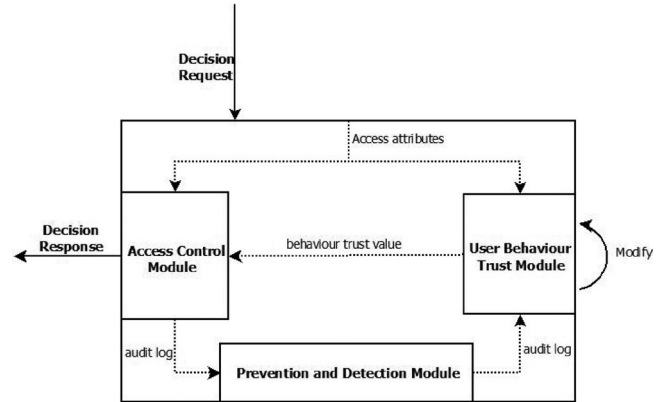 Decision
Request
Access attributes
Decision
Response
Access Control
Module
behaviour trust value
User Behaviour
Trust Module
Modify
audit log
Prevention and Detection Module
audit log